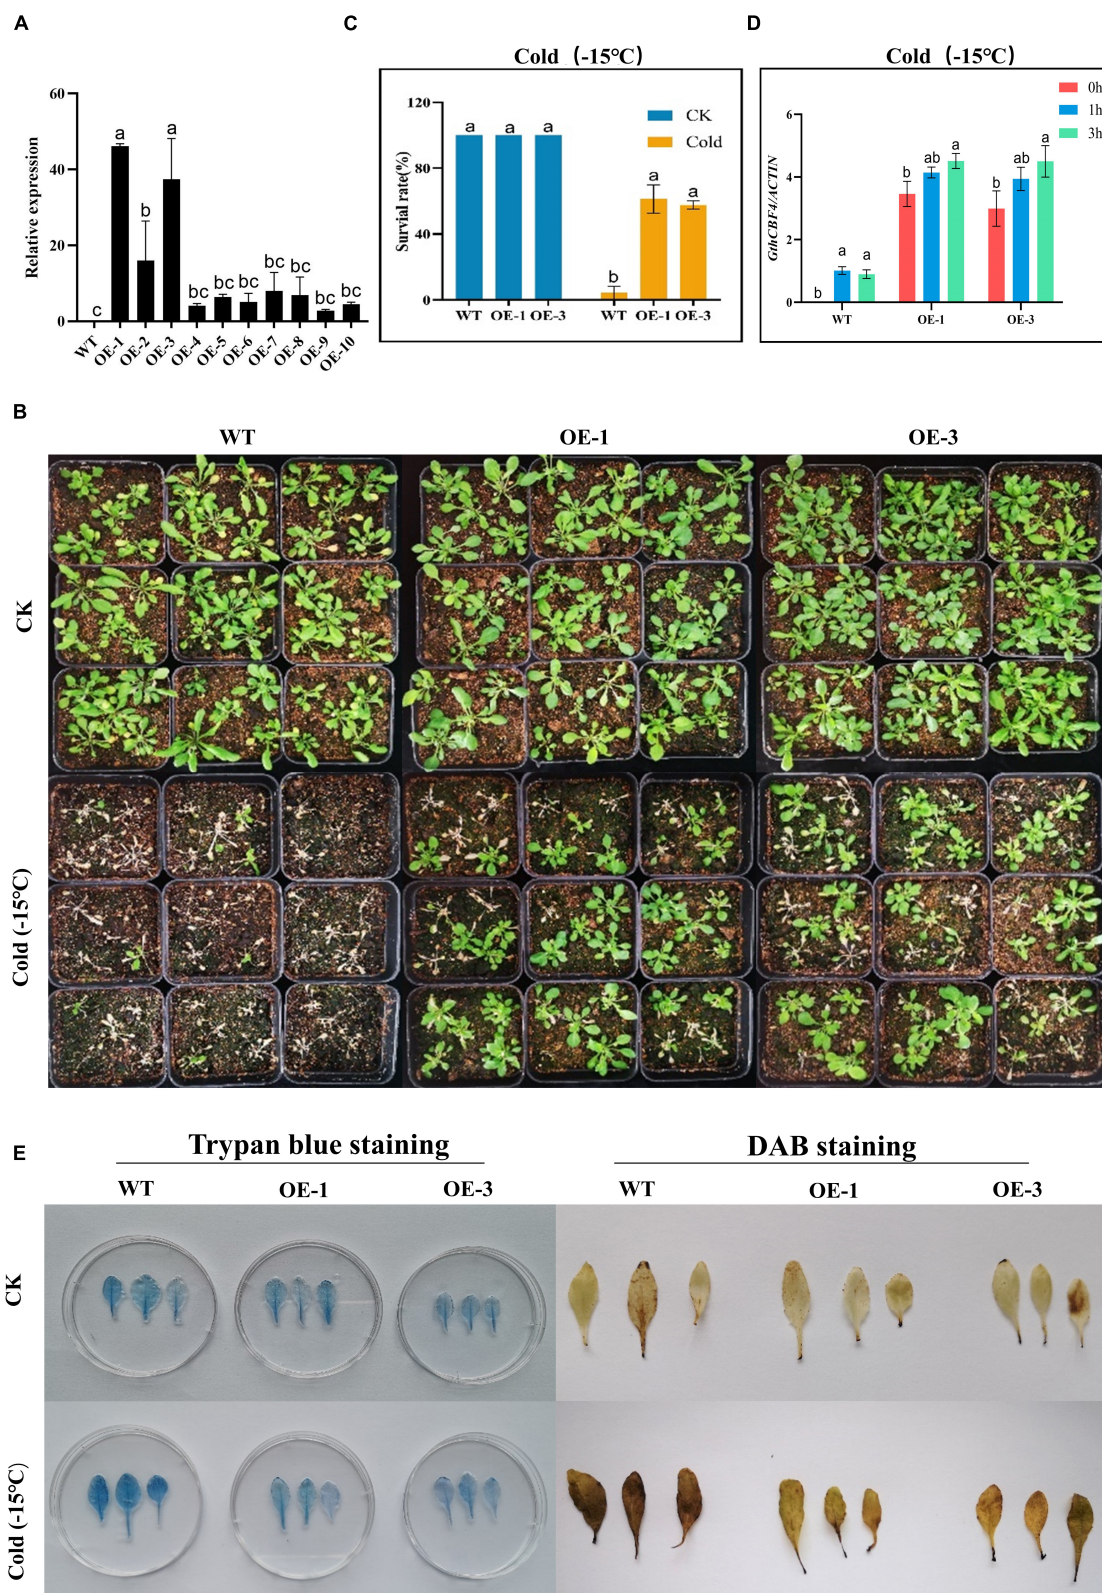 A
60
40
20
0
Relative expression
c
a
b
a
bc
bc
bc
bc
bc
bc
bc
WT
OE-1
OE-2
OE-3
OE-4
OE-5
OE-6
OE-7
OE-8
OE-9
OE-10
C
Cold (-15℃)
120
80
40
0
Survial rate(%)
CK
Cold
a a a
b a a
WT OE-1 OE-3
WT OE-1 OE-3
D
Cold (-15℃)
0h
1h
3h
6
4
2
0
GthCBF4/ACTIN
b a a
b ab a
b ab a
WT OE-1 OE-3
B
WT OE-1 OE-3
CK
Cold (-15℃)
E
Trypan blue staining DAB staining
WT OE-1 OE-3 WT OE-1 OE-3
CK
Cold (-15℃)